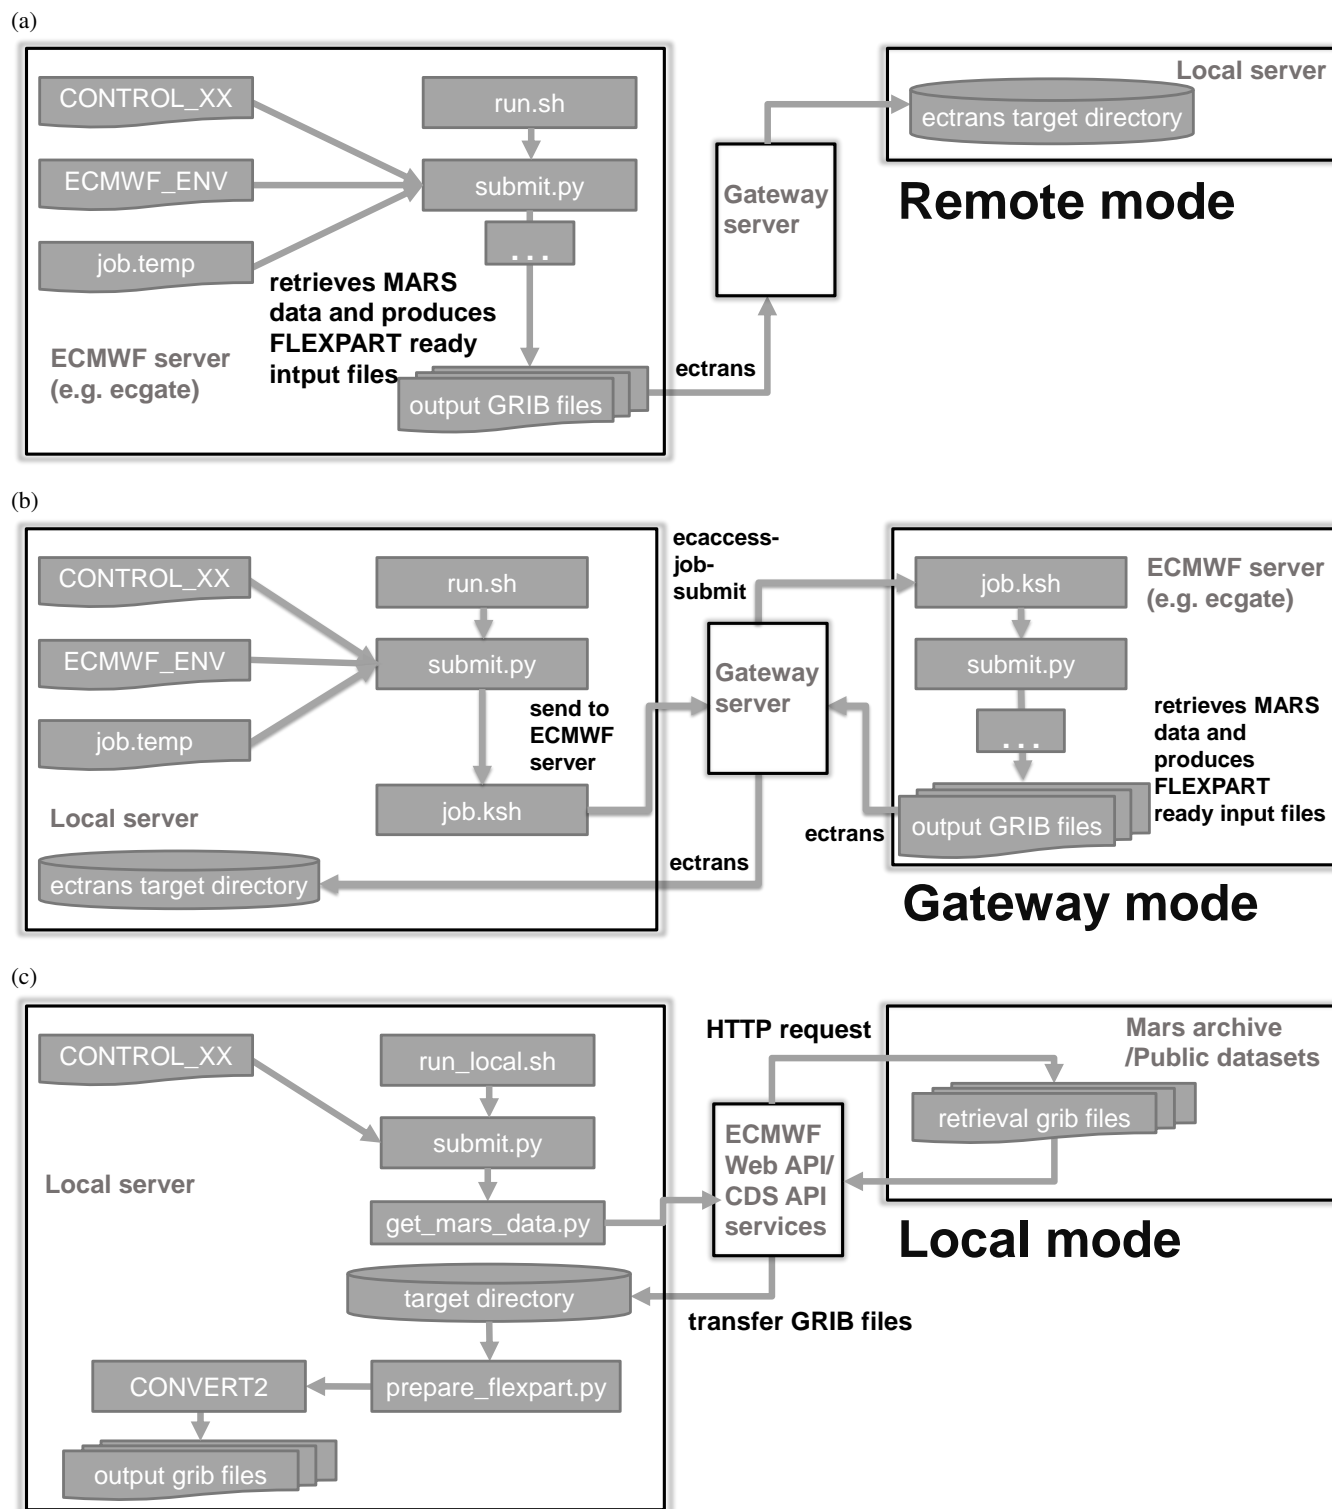 (a)
CONTROL_XX
ECMWF_ENV
job.temp
run.sh
submit.py
...
retrieves MARS
data and produces
FLEXPART ready
intput files
ECMWF server
(e.g. ecgate)
output GRIB files
ectrans
Gateway
server
Local server
ectrans target directory
Remote mode
(b)
CONTROL_XX
ECMWF_ENV
job.temp
run.sh
submit.py
send to
ECMWF
server
job.ksh
Local server
ectrans target directory
ecaccess-
job-
submit
Gateway
server
ectrans
ectrans
job.ksh
ECMWF server
(e.g. ecgate)
submit.py
...
retrieves MARS
data and
produces
FLEXPART
ready input files
output GRIB files
Gateway mode
(c)
CONTROL_XX
run_local.sh
submit.py
Local server
get_mars_data.py
target directory
prepare_flexpart.py
CONVERT2
output grib files
HTTP request
ECMWF
Web API/
CDS API
services
transfer GRIB files
Mars archive
/Public datasets
retrieval grib files
Local mode